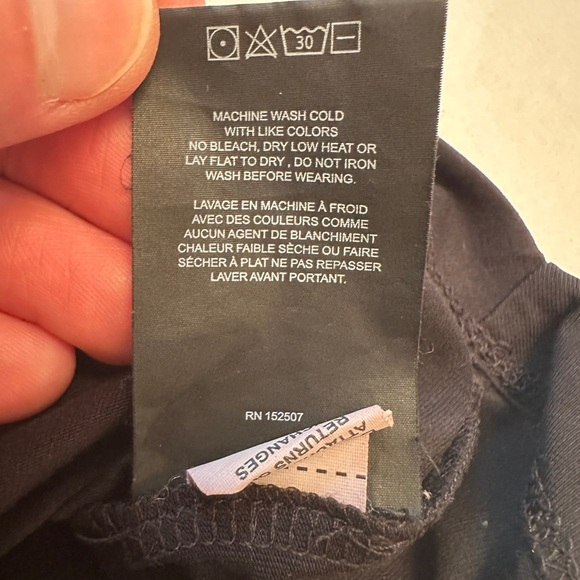 30
MACHINE WASH COLD
WITH LIKE COLORS
NO BLEACH, DRY LOW HEAT OR
LAY FLAT TO DRY , DO NOT IRON
WASH BEFORE WEARING.
LAVAGE EN MACHINE À FROID
AVEC DES COULEURS COMME
AUCUN AGENT DE BLANCHIMENT
CHALEUR FAIBLE SÈCHE OU FAIRE
SÉCHER À PLAT NE PAS REPASSER
LAVER AVANT PORTANT.
RN 152507
RETURNS